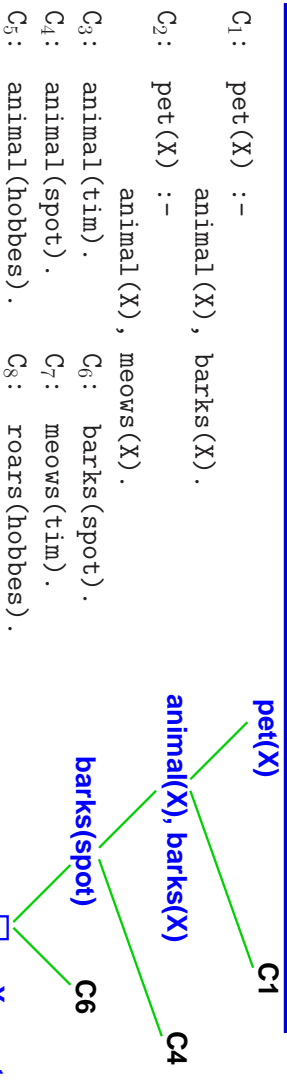 C₁: pet(X) :-
animal(X), barks(X).
C₂: pet(X) :-
animal(X), meows(X).
C₃: animal(tim). C₆: barks(spot).
C₄: animal(spot). C₇: meows(tim).
C₅: animal(hobbes). C₈: roars(hobbes).
pet(X)
C1
animal(X), barks(X)
C4
barks(spot)
C6